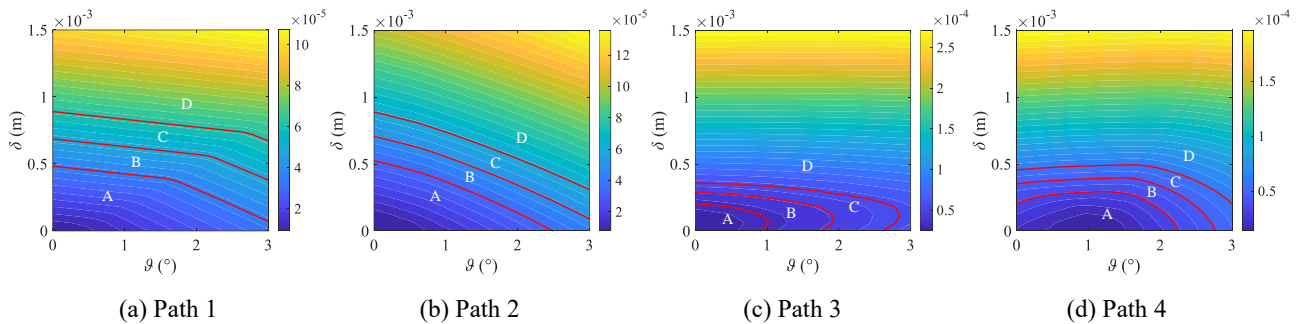 ×10⁻³ ×10⁻⁵
1.5
1
0.5
0
δ (m)
A
B
C
D
0 1 2 3
ϑ (°)
10
8
6
4
2
(a) Path 1
×10⁻³ ×10⁻⁵
1.5
1
0.5
0
δ (m)
A
B
C
D
0 1 2 3
ϑ (°)
12
10
8
6
4
2
(b) Path 2
×10⁻³ ×10⁻⁴
1.5
1
0.5
0
δ (m)
A
B
C
D
0 1 2 3
ϑ (°)
2.5
2
1.5
1
0.5
(c) Path 3
×10⁻³ ×10⁻⁴
1.5
1
0.5
0
δ (m)
A
B
C
D
0 1 2 3
ϑ (°)
1.5
1
0.5
(d) Path 4